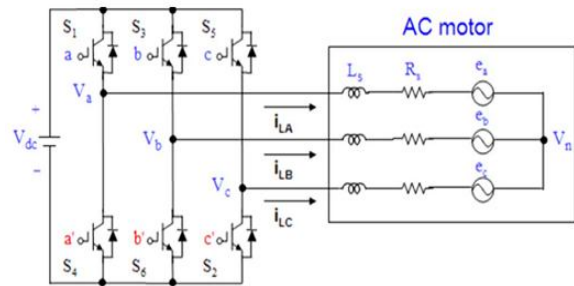 AC motor
S1 S3 S5
a b c
Ls Rs ea
Va
+
Vdc
−
iLA
Vb
eb
Vn
iLB
Vc
ec
iLC
a' b' c'
S4 S6 S2